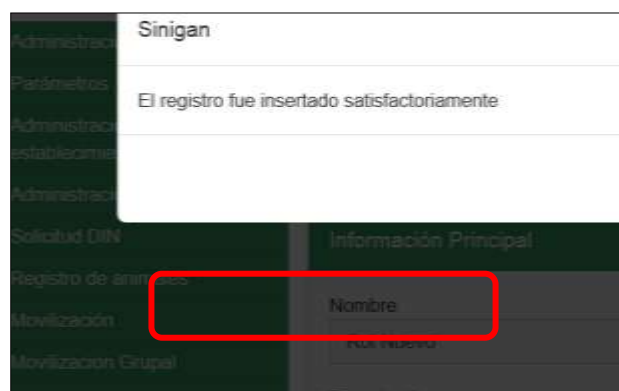 Sinigan
El registro fue insertado satisfactoriamente
Parámetros
Solicitud DIN
Registro de animales
Movilización
Movilizacion Grupal
Información Principal
Nombre
Rol Nuevo